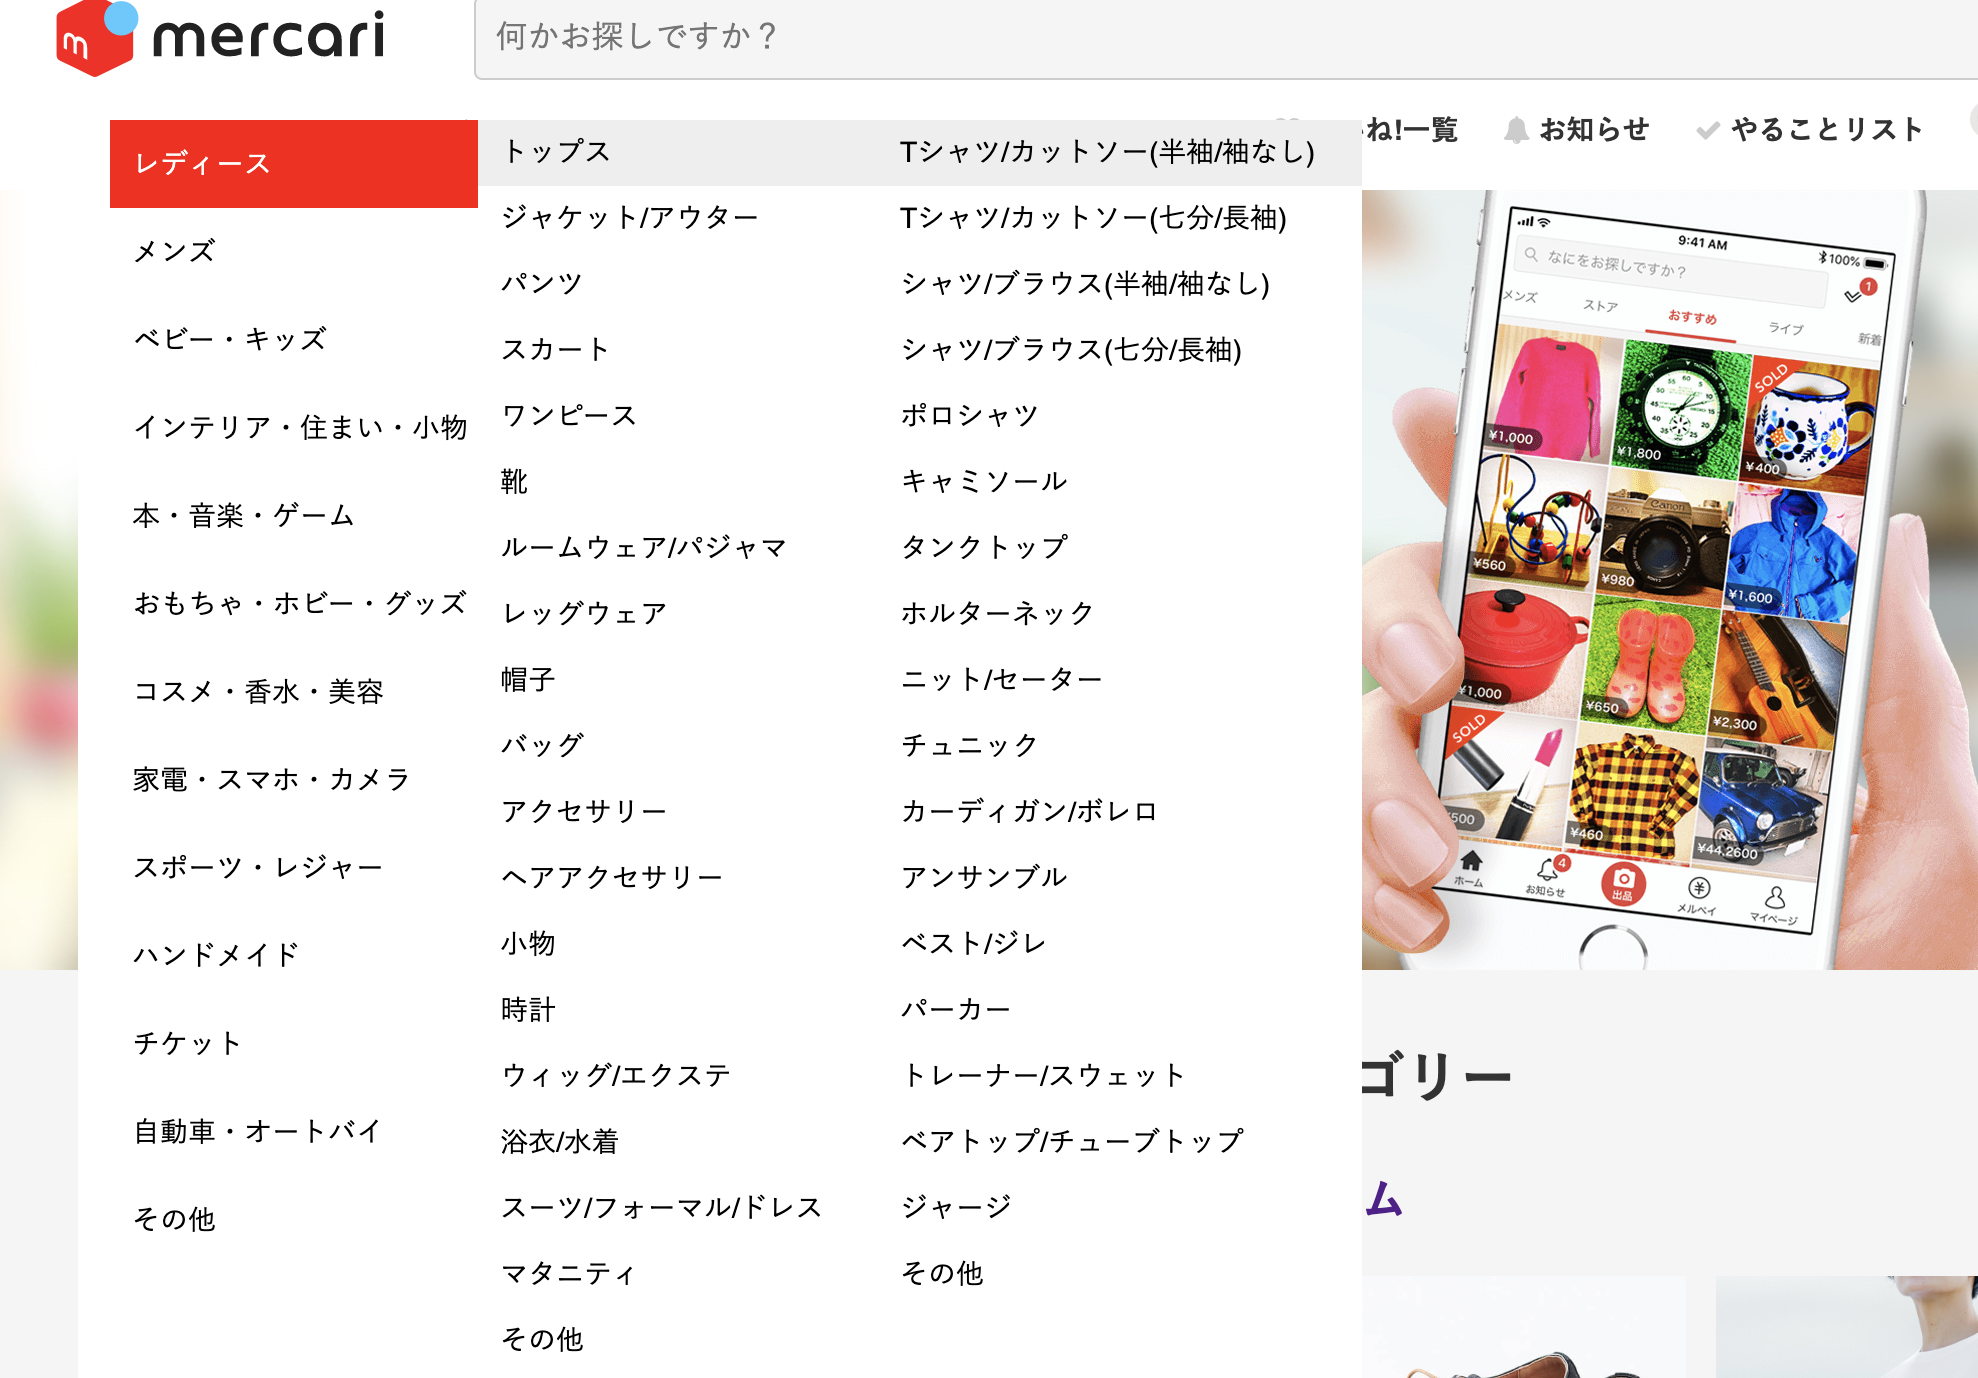 mercari
何かお探しですか？
いね!一覧
お知らせ
やることリスト
レディース
メンズ
ベビー・キッズ
インテリア・住まい・小物
本・音楽・ゲーム
おもちゃ・ホビー・グッズ
コスメ・香水・美容
家電・スマホ・カメラ
スポーツ・レジャー
ハンドメイド
チケット
自動車・オートバイ
その他
トップス
ジャケット/アウター
パンツ
スカート
ワンピース
靴
ルームウェア/パジャマ
レッグウェア
帽子
バッグ
アクセサリー
ヘアアクセサリー
小物
時計
ウィッグ/エクステ
浴衣/水着
スーツ/フォーマル/ドレス
マタニティ
その他
Tシャツ/カットソー(半袖/袖なし)
Tシャツ/カットソー(七分/長袖)
シャツ/ブラウス(半袖/袖なし)
シャツ/ブラウス(七分/長袖)
ポロシャツ
キャミソール
タンクトップ
ホルターネック
ニット/セーター
チュニック
カーディガン/ボレロ
アンサンブル
ベスト/ジレ
パーカー
トレーナー/スウェット
ベアトップ/チューブトップ
ジャージ
その他
9:41 AM
100%
なにをお探しですか？
1
メンズ
ストア
おすすめ
ライブ
新着
¥1,000
¥1,800
SOLD
¥400
¥560
Canon
¥980
¥1,600
¥1,000
¥650
¥2,300
SOLD
500
¥460
¥44,2600
ホーム
4
お知らせ
出品
メルペイ
マイページ
ゴリー
ム